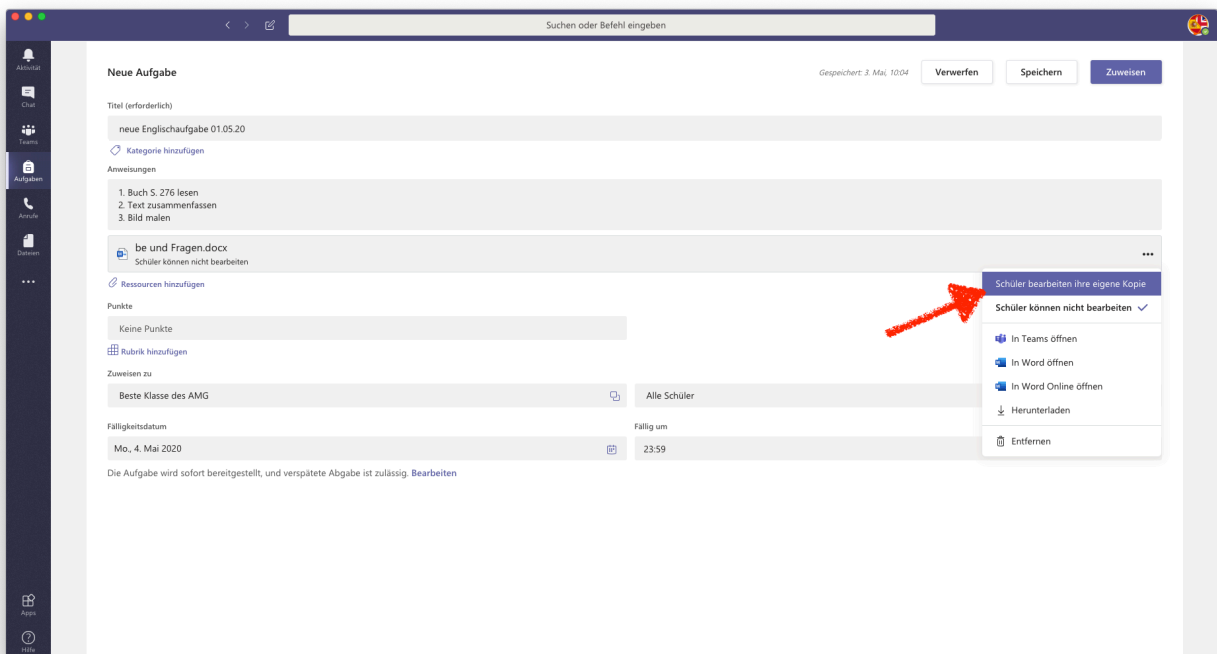 Suchen oder Befehl eingeben
Aktivität
Chat
Teams
Aufgaben
Anrufe
Dateien
Apps
Hilfe
Neue Aufgabe
Gespeichert: 3. Mai, 10:04
Verwerfen
Speichern
Zuweisen
Titel (erforderlich)
neue Englischaufgabe 01.05.20
Kategorie hinzufügen
Anweisungen
1. Buch S. 276 lesen
2. Text zusammenfassen
3. Bild malen
be und Fragen.docx
Schüler können nicht bearbeiten
Ressourcen hinzufügen
Schüler bearbeiten ihre eigene Kopie
Schüler können nicht bearbeiten
In Teams öffnen
In Word öffnen
In Word Online öffnen
Herunterladen
Entfernen
Punkte
Keine Punkte
Rubrik hinzufügen
Zuweisen zu
Beste Klasse des AMG
Alle Schüler
Fälligkeitsdatum
Fällig um
Mo., 4. Mai 2020
23:59
Die Aufgabe wird sofort bereitgestellt, und verspätete Abgabe ist zulässig. Bearbeiten